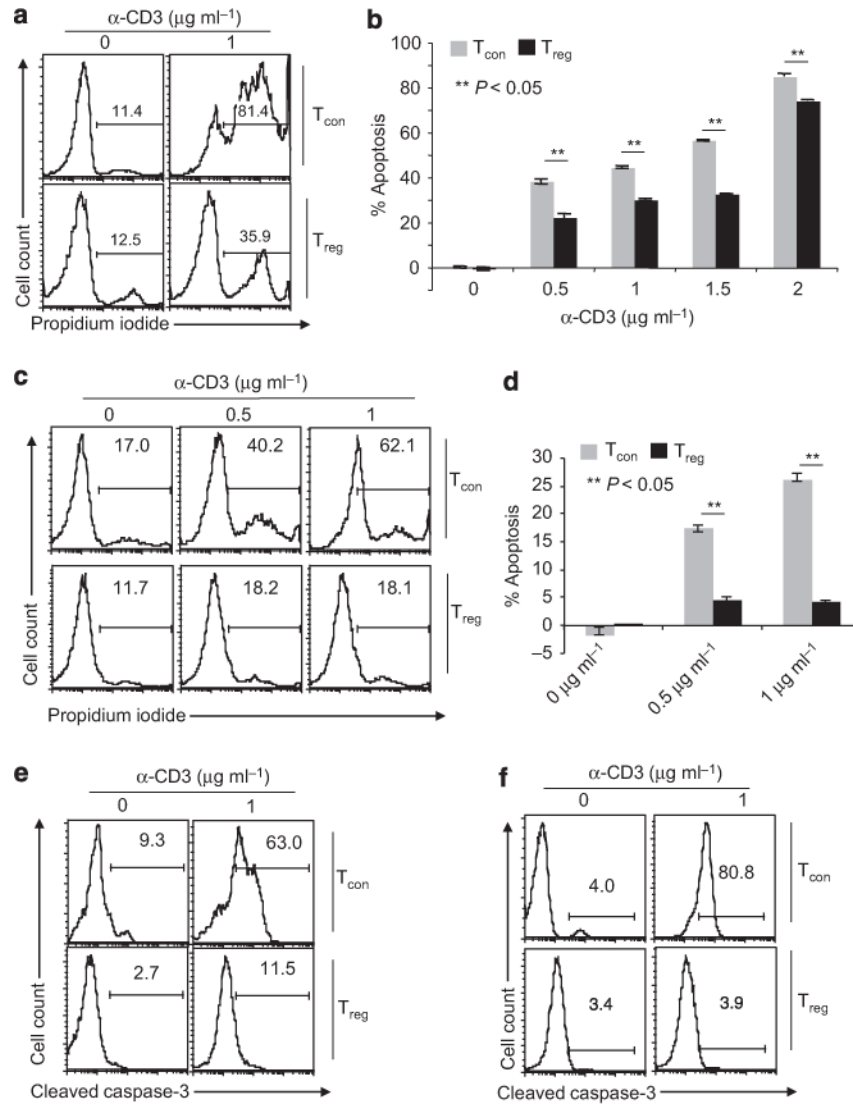 a
α-CD3 (μg ml⁻¹)
0 1
11.4 81.4 Tcon
12.5 35.9 Treg
Cell count
Propidium iodide
b
100
80
60
40
20
0
% Apoptosis
Tcon Treg
** P < 0.05
** ** ** **
0 0.5 1 1.5 2
α-CD3 (μg ml⁻¹)
c
α-CD3 (μg ml⁻¹)
0 0.5 1
17.0 40.2 62.1 Tcon
11.7 18.2 18.1 Treg
Cell count
Cell count
Propidium iodide
d
30
25
20
15
10
5
0
−5
% Apoptosis
Tcon Treg
** P < 0.05
** **
0 μg ml⁻¹ 0.5 μg ml⁻¹ 1 μg ml⁻¹
e
α-CD3 (μg ml⁻¹)
0 1
9.3 63.0 Tcon
2.7 11.5 Treg
Cell count
Cell count
Cleaved caspase-3
f
α-CD3 (μg ml⁻¹)
0 1
4.0 80.8 Tcon
3.4 3.9 Treg
Cell count
Cell count
Cleaved caspase-3